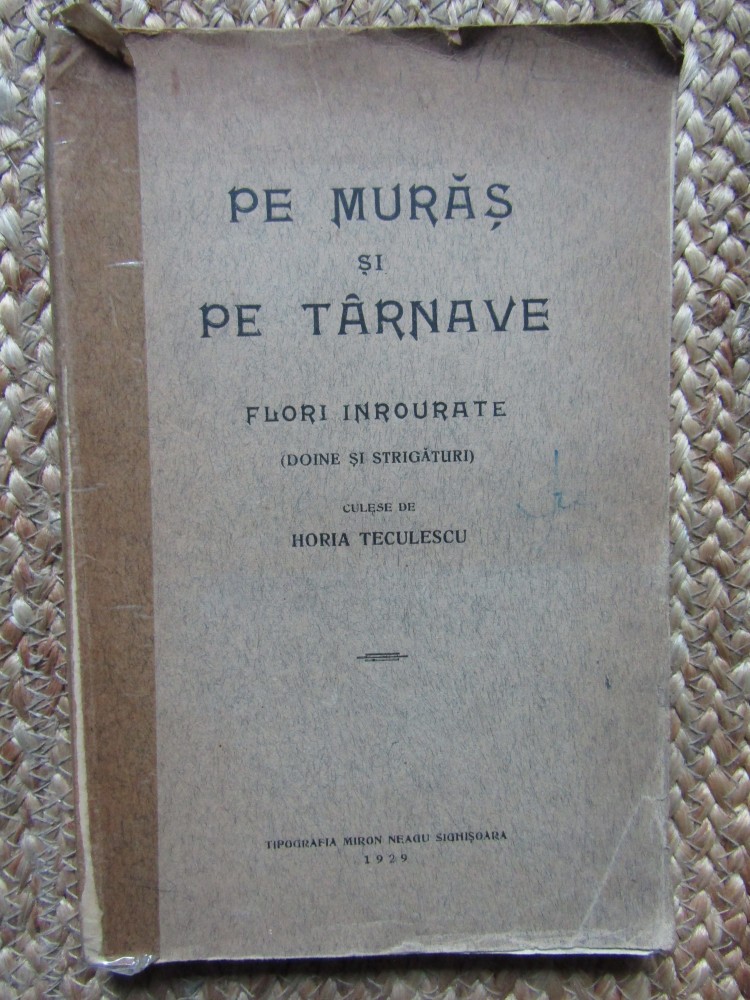 PE MURĂȘ
ȘI
PE TÂRNAVE
FLORI INROURATE
(DOINE ȘI STRIGĂTURI)
CULESE DE
HORIA TECULESCU
TIPOGRAFIA MIRON NEAGU SIGHIȘOARA
1929